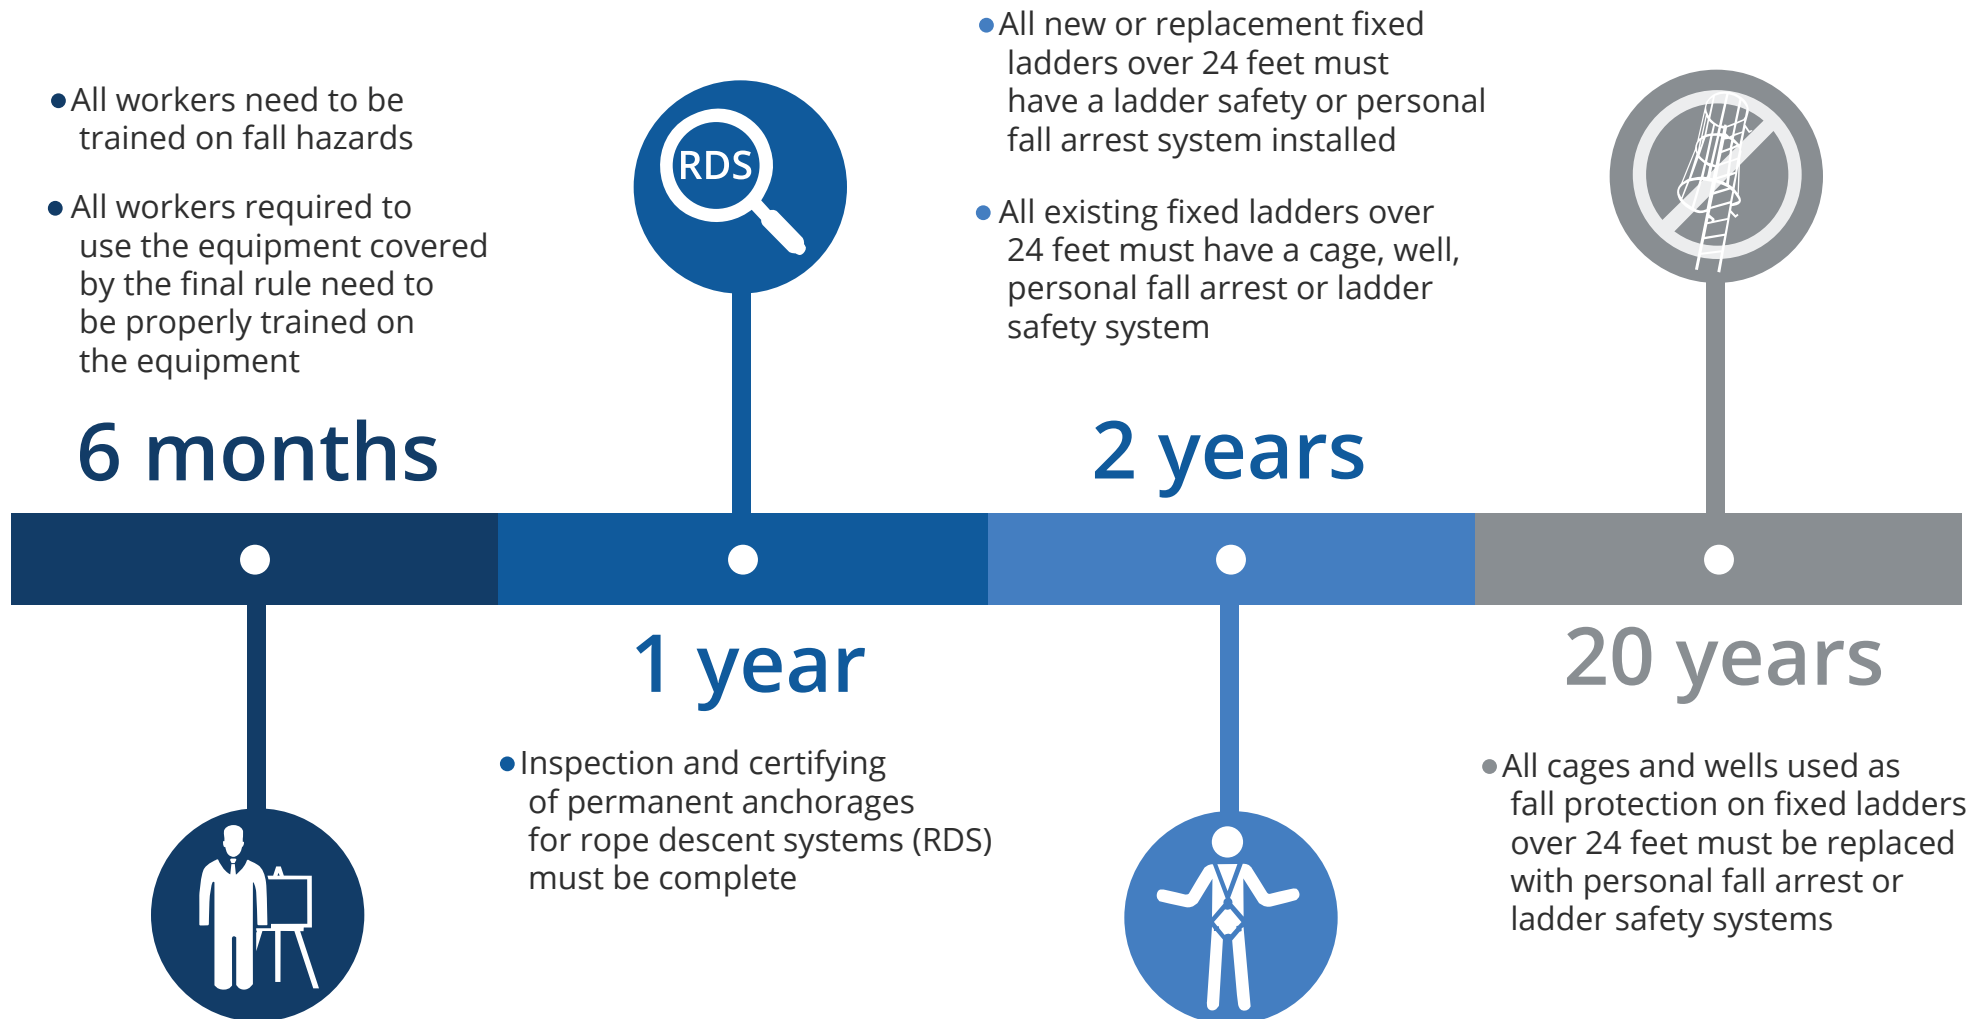 ● All workers need to be
trained on fall hazards
● All workers required to
use the equipment covered
by the final rule need to
be properly trained on
the equipment
6 months
RDS
1 year
● Inspection and certifying
of permanent anchorages
for rope descent systems (RDS)
must be complete
● All new or replacement fixed
ladders over 24 feet must
have a ladder safety or personal
fall arrest system installed
● All existing fixed ladders over
24 feet must have a cage, well,
personal fall arrest or ladder
safety system
2 years
20 years
● All cages and wells used as
fall protection on fixed ladders
over 24 feet must be replaced
with personal fall arrest or
ladder safety systems